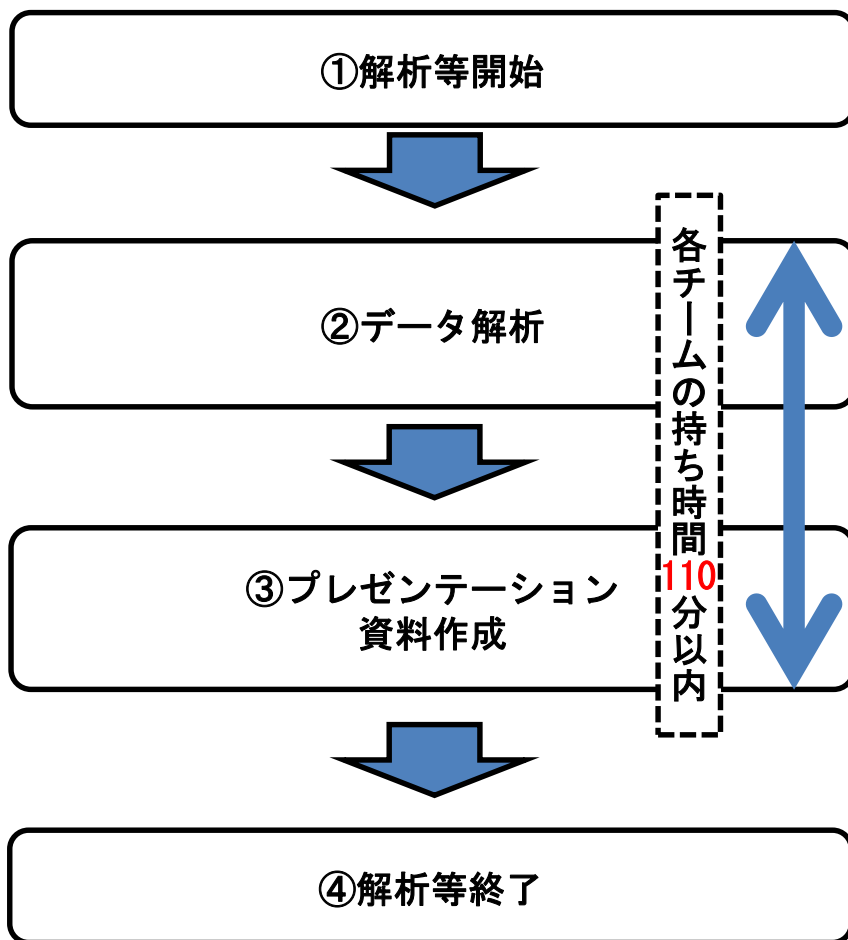 ①解析等開始
②データ解析
各チームの持ち時間110分以内
③プレゼンテーション
資料作成
④解析等終了